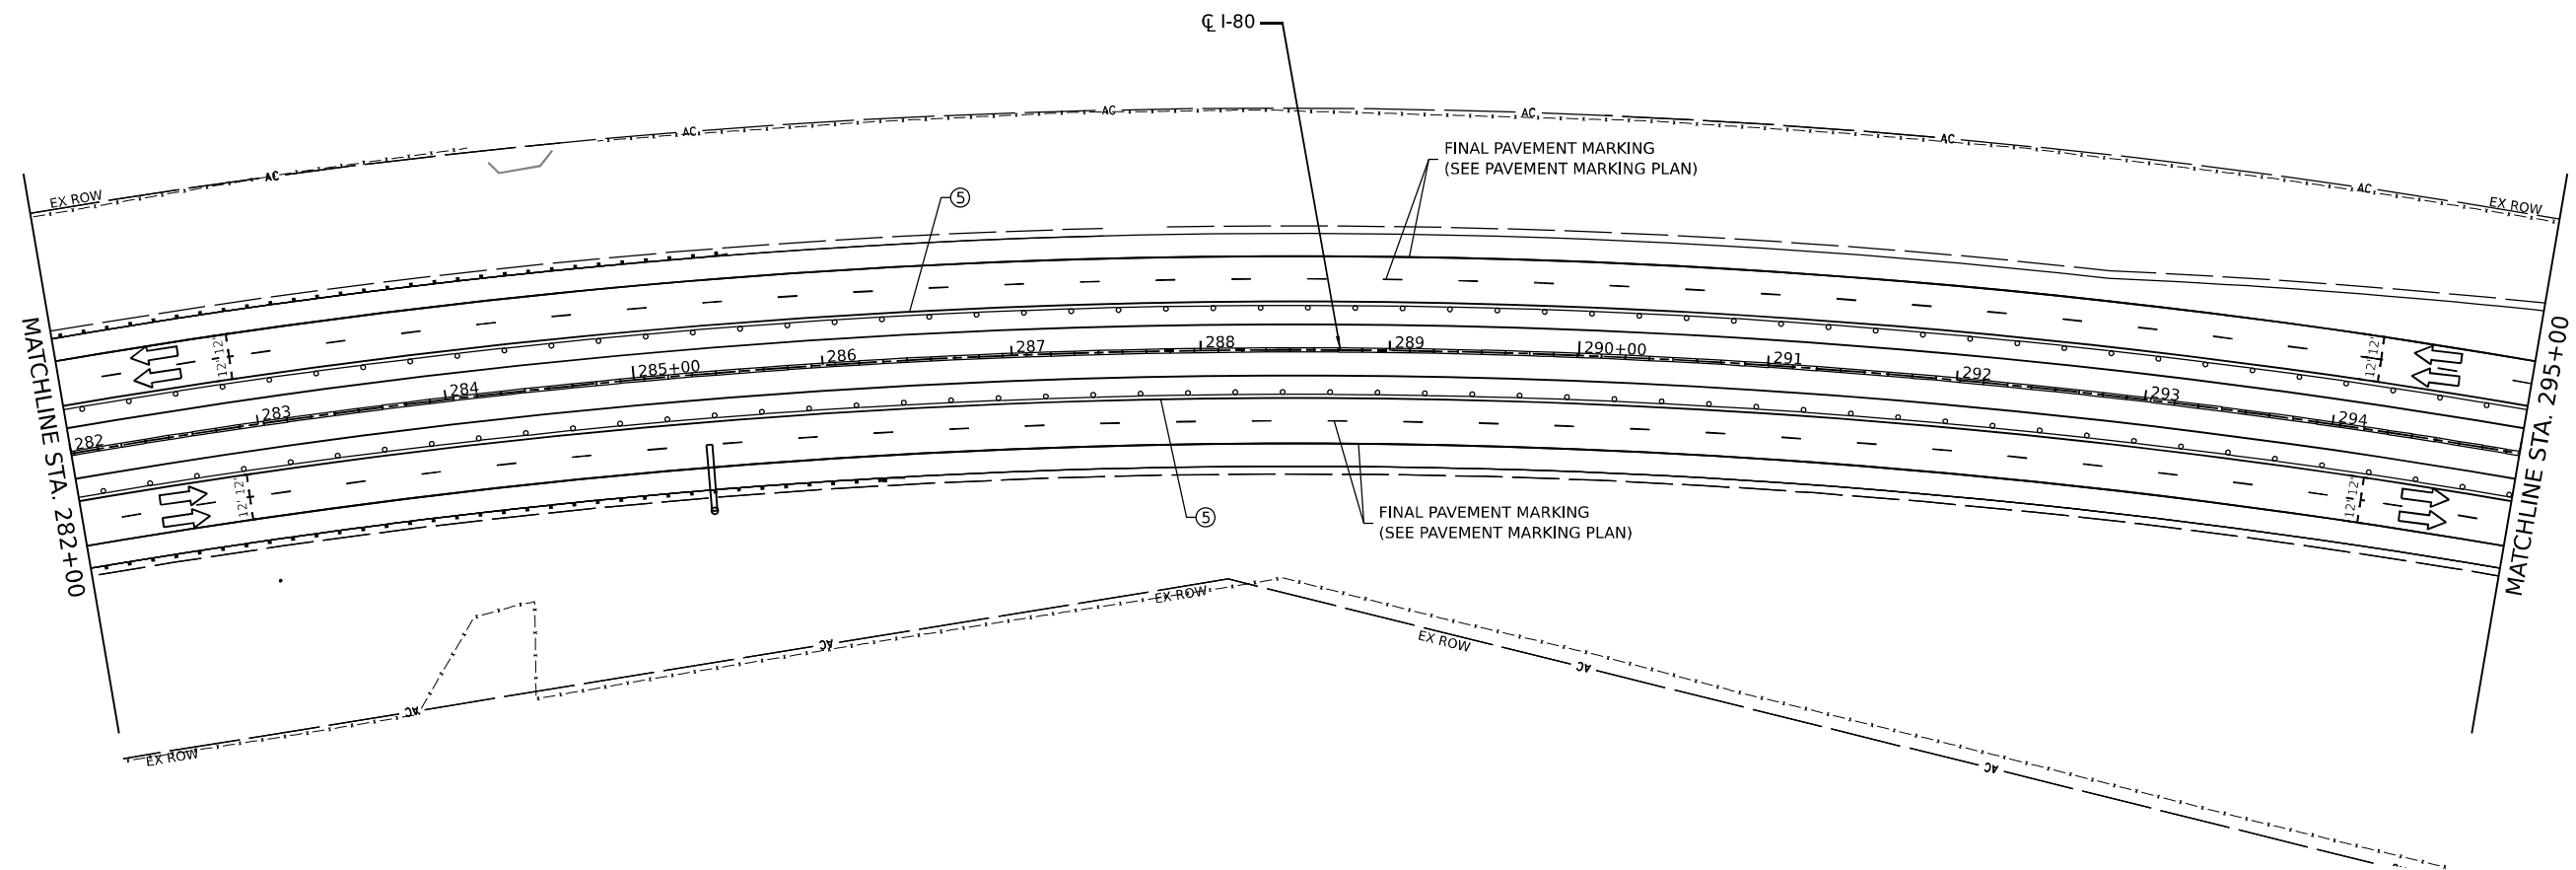 ℄ I-80
AC
AC
AC
AC
AC
AC
EX ROW
EX ROW
FINAL PAVEMENT MARKING
(SEE PAVEMENT MARKING PLAN)
5
MATCHLINE STA. 282+00
12' 12'
12' 12'
282
283
284
285+00
286
287
288
289
290+00
291
292
293
294
12' 12'
12' 12'
MATCHLINE STA. 295+00
5
FINAL PAVEMENT MARKING
(SEE PAVEMENT MARKING PLAN)
EX ROW
EX ROW
EX ROW
AC
AC
AC
AC